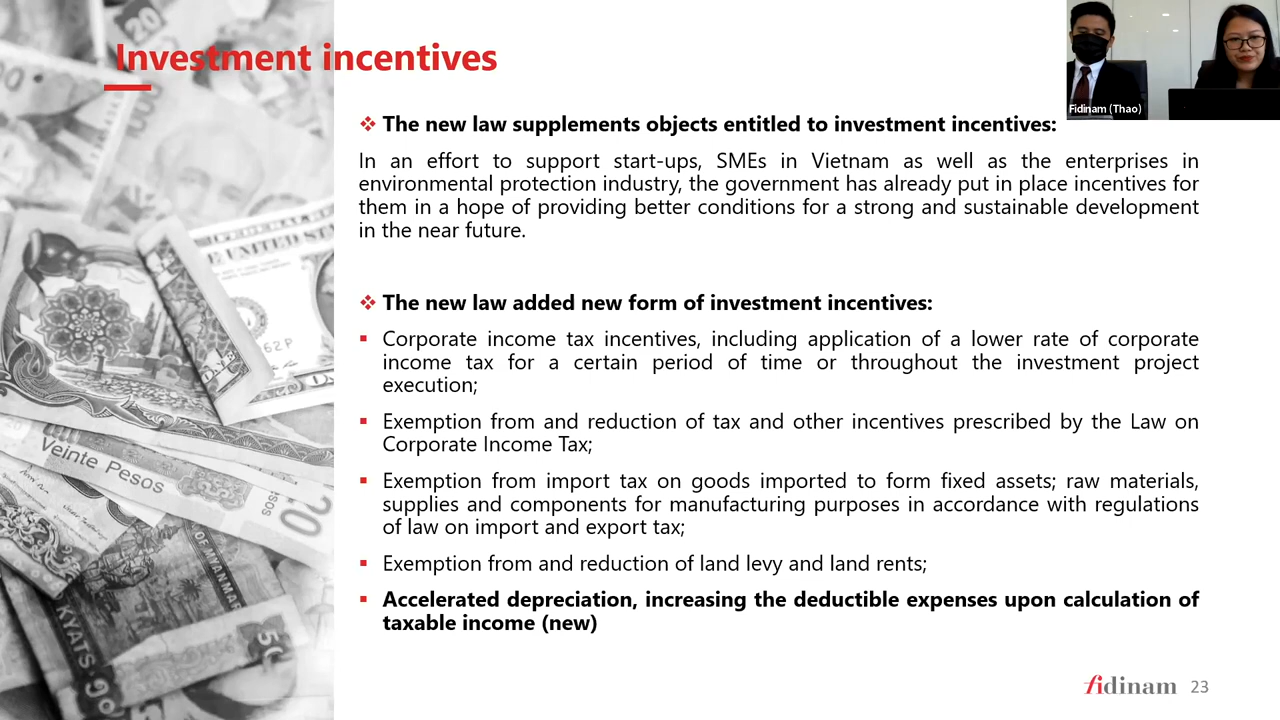 Investment incentives
Fidinam (Thao)
❖ The new law supplements objects entitled to investment incentives:
In an effort to support start-ups, SMEs in Vietnam as well as the enterprises in
environmental protection industry, the government has already put in place incentives for
them in a hope of providing better conditions for a strong and sustainable development
in the near future.
❖ The new law added new form of investment incentives:
▪ Corporate income tax incentives, including application of a lower rate of corporate
income tax for a certain period of time or throughout the investment project
execution;
▪ Exemption from and reduction of tax and other incentives prescribed by the Law on
Corporate Income Tax;
▪ Exemption from import tax on goods imported to form fixed assets; raw materials,
supplies and components for manufacturing purposes in accordance with regulations
of law on import and export tax;
▪ Exemption from and reduction of land levy and land rents;
▪ Accelerated depreciation, increasing the deductible expenses upon calculation of
taxable income (new)
fidinam 23
20
62P
Veinte Pesos
20
OF MYANMAR
KYATS